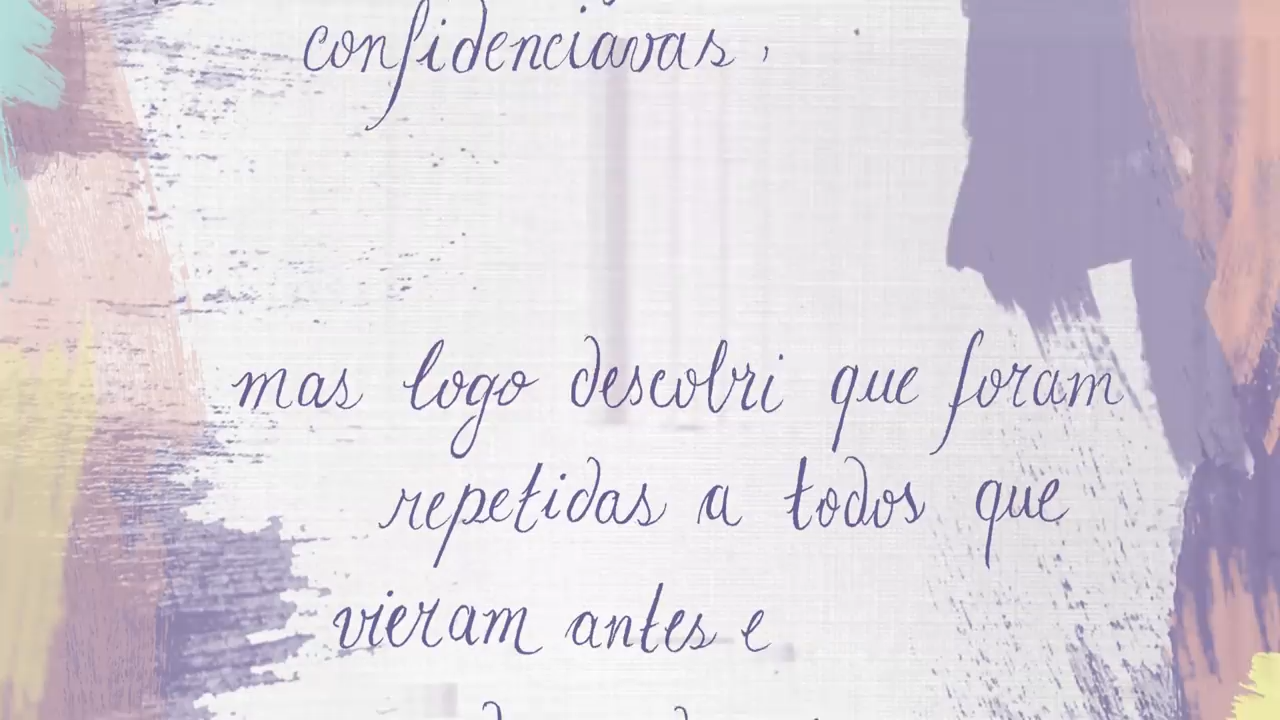 confidenciavas,
mas logo descobri que foram
repetidas a todos que
vieram antes e